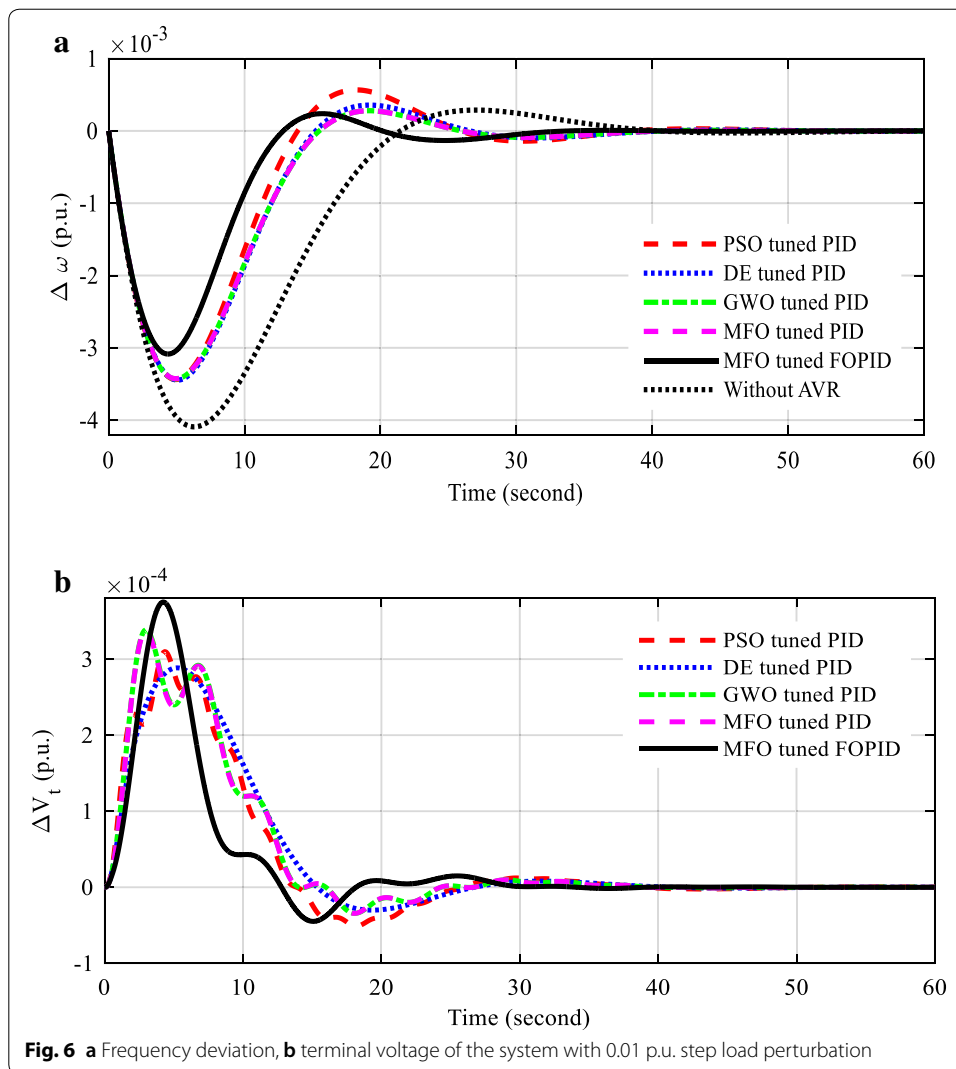 a
×10-3
1
0
-1
-2
-3
-4
Δ ω (p.u.)
PSO tuned PID
DE tuned PID
GWO tuned PID
MFO tuned PID
MFO tuned FOPID
Without AVR
0 10 20 30 40 50 60
Time (second)
b
×10-4
3
2
1
0
-1
ΔVt (p.u.)
PSO tuned PID
DE tuned PID
GWO tuned PID
MFO tuned PID
MFO tuned FOPID
0 10 20 30 40 50 60
Time (second)
Fig. 6 a Frequency deviation, b terminal voltage of the system with 0.01 p.u. step load perturbation